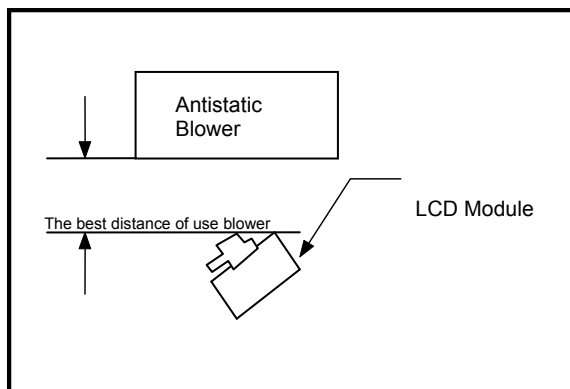 Antistatic
Blower
The best distance of use blower
LCD Module